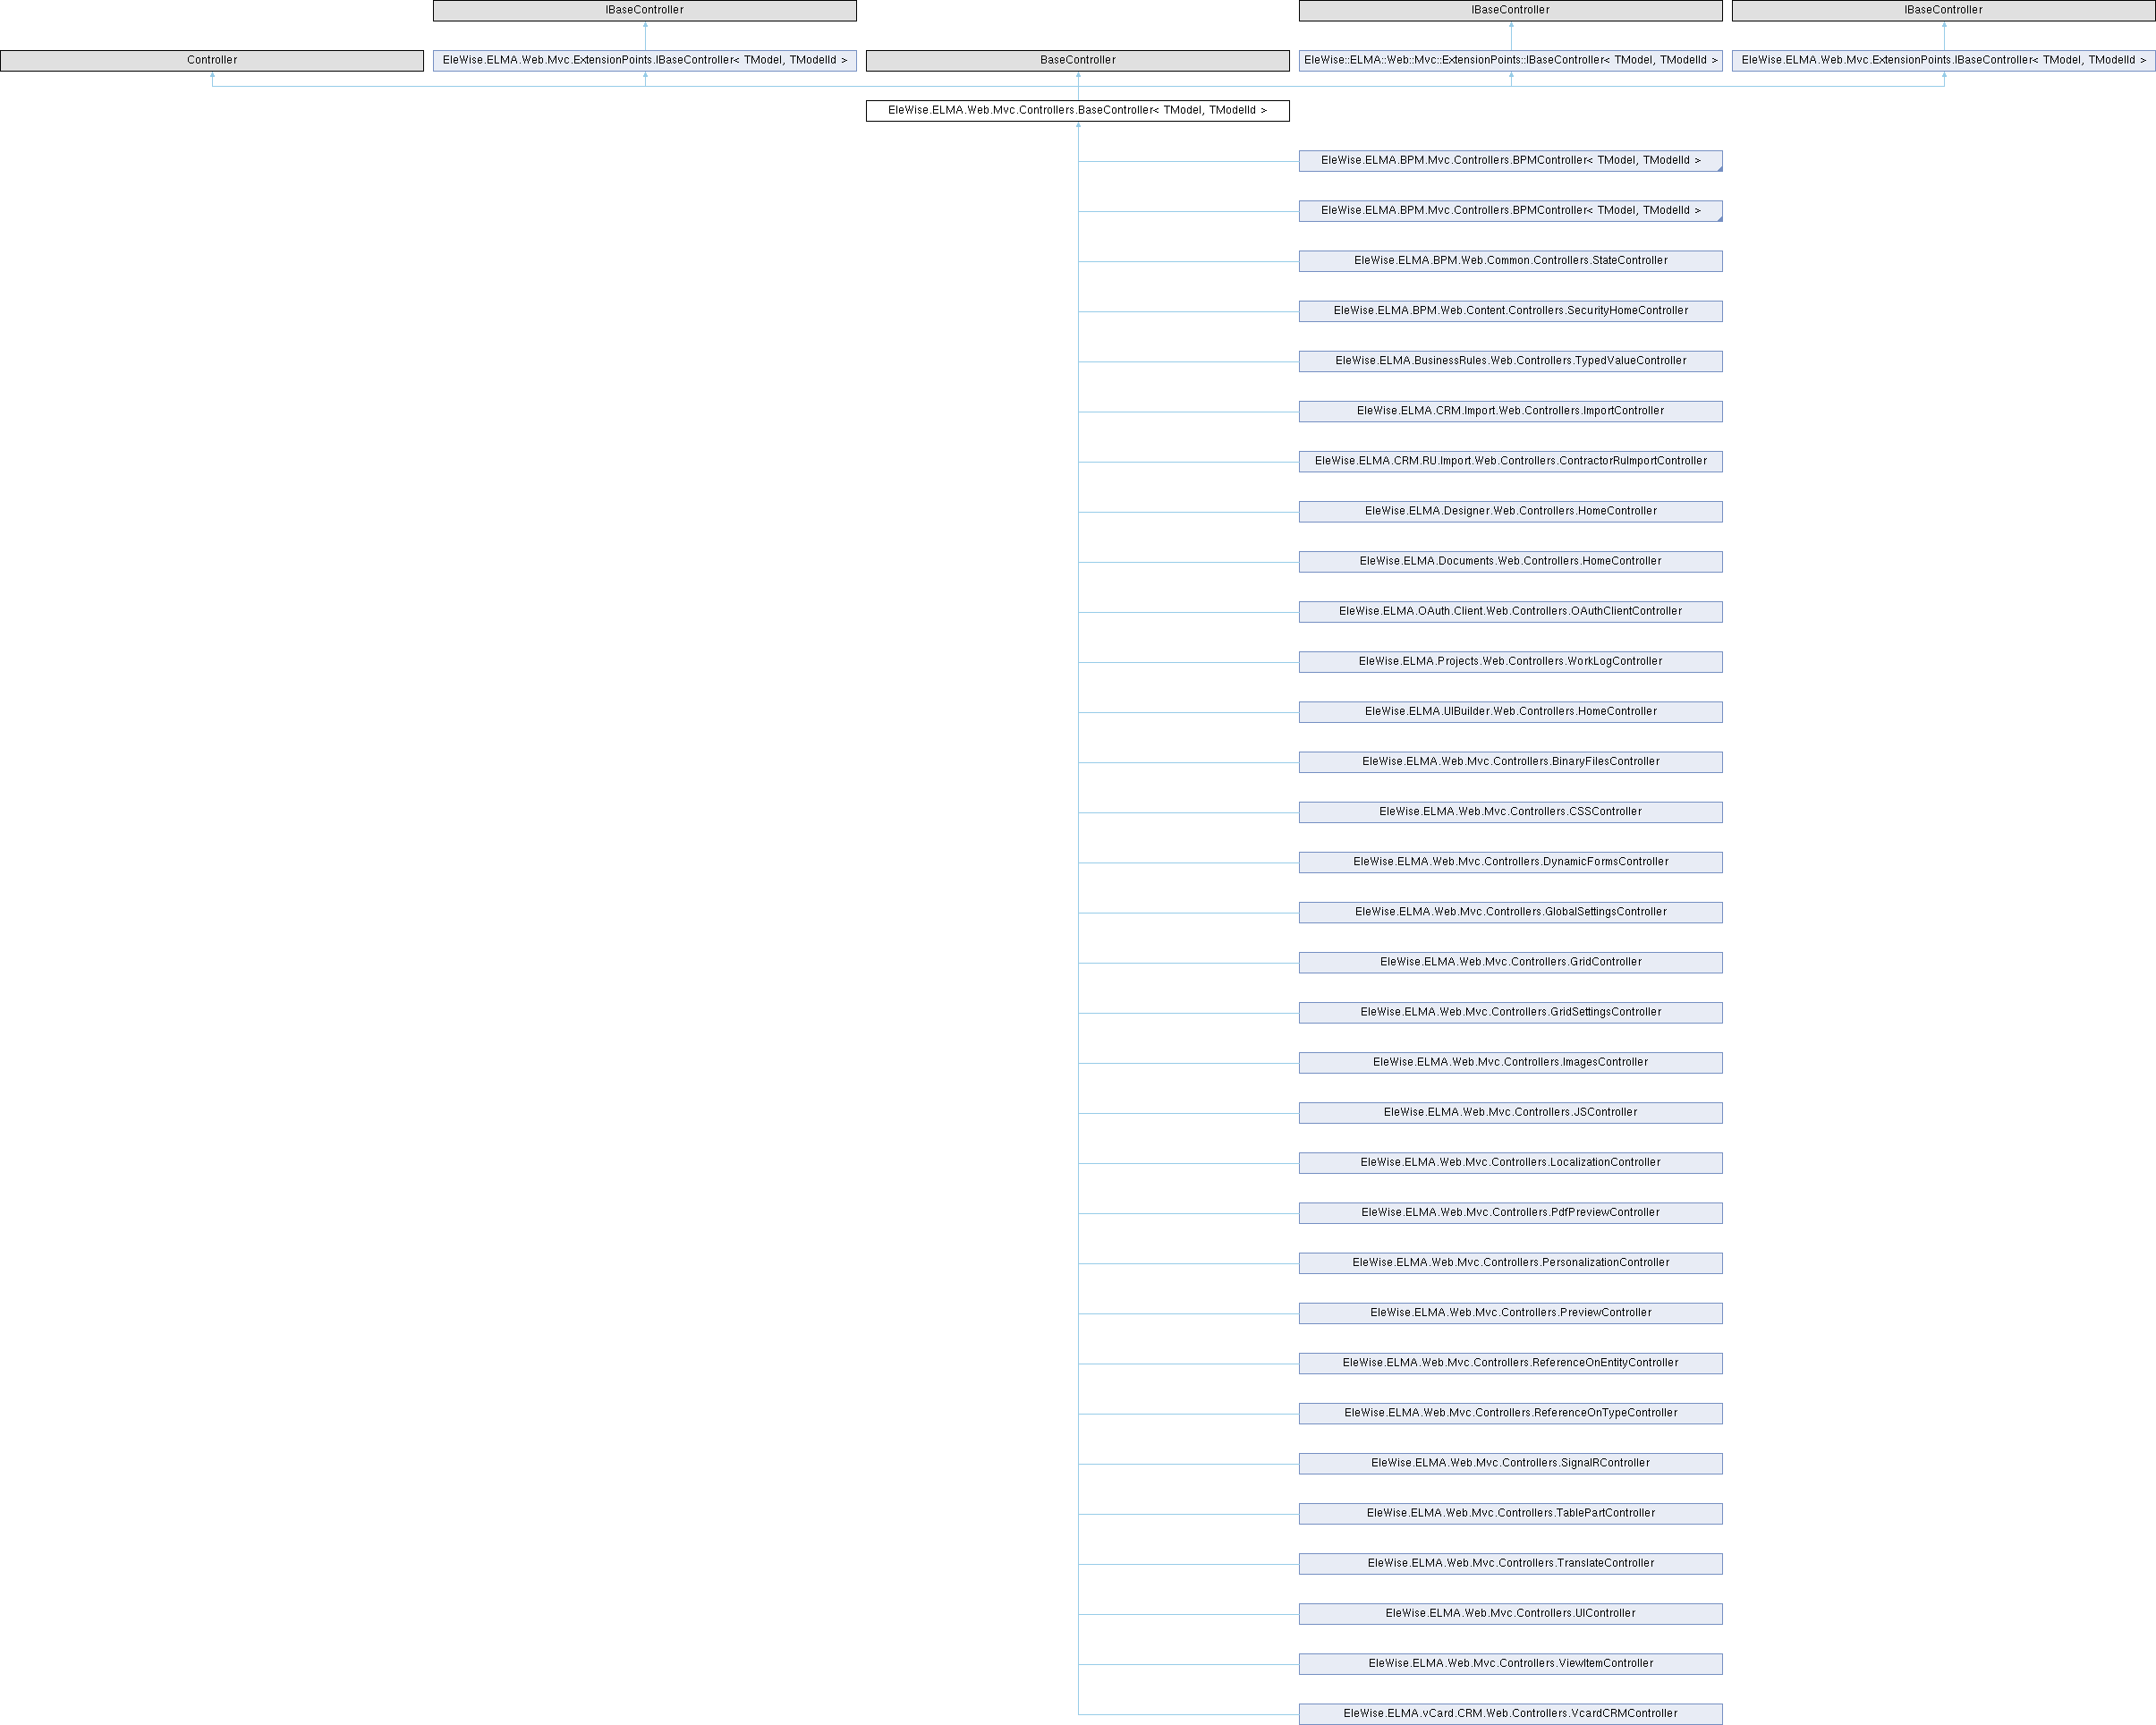 IBaseController
IBaseController
IBaseController
Controller
EleWise.ELMA.Web.Mvc.ExtensionPoints.IBaseController< TModel, TModelId >
BaseController
EleWise::ELMA::Web::Mvc::ExtensionPoints::IBaseController< TModel, TModelId >
EleWise.ELMA.Web.Mvc.ExtensionPoints.IBaseController< TModel, TModelId >
EleWise.ELMA.Web.Mvc.Controllers.BaseController< TModel, TModelId >
EleWise.ELMA.BPM.Mvc.Controllers.BPMController< TModel, TModelId >
EleWise.ELMA.BPM.Mvc.Controllers.BPMController< TModel, TModelId >
EleWise.ELMA.BPM.Web.Common.Controllers.StateController
EleWise.ELMA.BPM.Web.Content.Controllers.SecurityHomeController
EleWise.ELMA.BusinessRules.Web.Controllers.TypedValueController
EleWise.ELMA.CRM.Import.Web.Controllers.ImportController
EleWise.ELMA.CRM.RU.Import.Web.Controllers.ContractorRuImportController
EleWise.ELMA.Designer.Web.Controllers.HomeController
EleWise.ELMA.Documents.Web.Controllers.HomeController
EleWise.ELMA.OAuth.Client.Web.Controllers.OAuthClientController
EleWise.ELMA.Projects.Web.Controllers.WorkLogController
EleWise.ELMA.UIBuilder.Web.Controllers.HomeController
EleWise.ELMA.Web.Mvc.Controllers.BinaryFilesController
EleWise.ELMA.Web.Mvc.Controllers.CSSController
EleWise.ELMA.Web.Mvc.Controllers.DynamicFormsController
EleWise.ELMA.Web.Mvc.Controllers.GlobalSettingsController
EleWise.ELMA.Web.Mvc.Controllers.GridController
EleWise.ELMA.Web.Mvc.Controllers.GridSettingsController
EleWise.ELMA.Web.Mvc.Controllers.ImagesController
EleWise.ELMA.Web.Mvc.Controllers.JSController
EleWise.ELMA.Web.Mvc.Controllers.LocalizationController
EleWise.ELMA.Web.Mvc.Controllers.PdfPreviewController
EleWise.ELMA.Web.Mvc.Controllers.PersonalizationController
EleWise.ELMA.Web.Mvc.Controllers.PreviewController
EleWise.ELMA.Web.Mvc.Controllers.ReferenceOnEntityController
EleWise.ELMA.Web.Mvc.Controllers.ReferenceOnTypeController
EleWise.ELMA.Web.Mvc.Controllers.SignalRController
EleWise.ELMA.Web.Mvc.Controllers.TablePartController
EleWise.ELMA.Web.Mvc.Controllers.TranslateController
EleWise.ELMA.Web.Mvc.Controllers.UIController
EleWise.ELMA.Web.Mvc.Controllers.ViewItemController
EleWise.ELMA.vCard.CRM.Web.Controllers.VcardCRMController